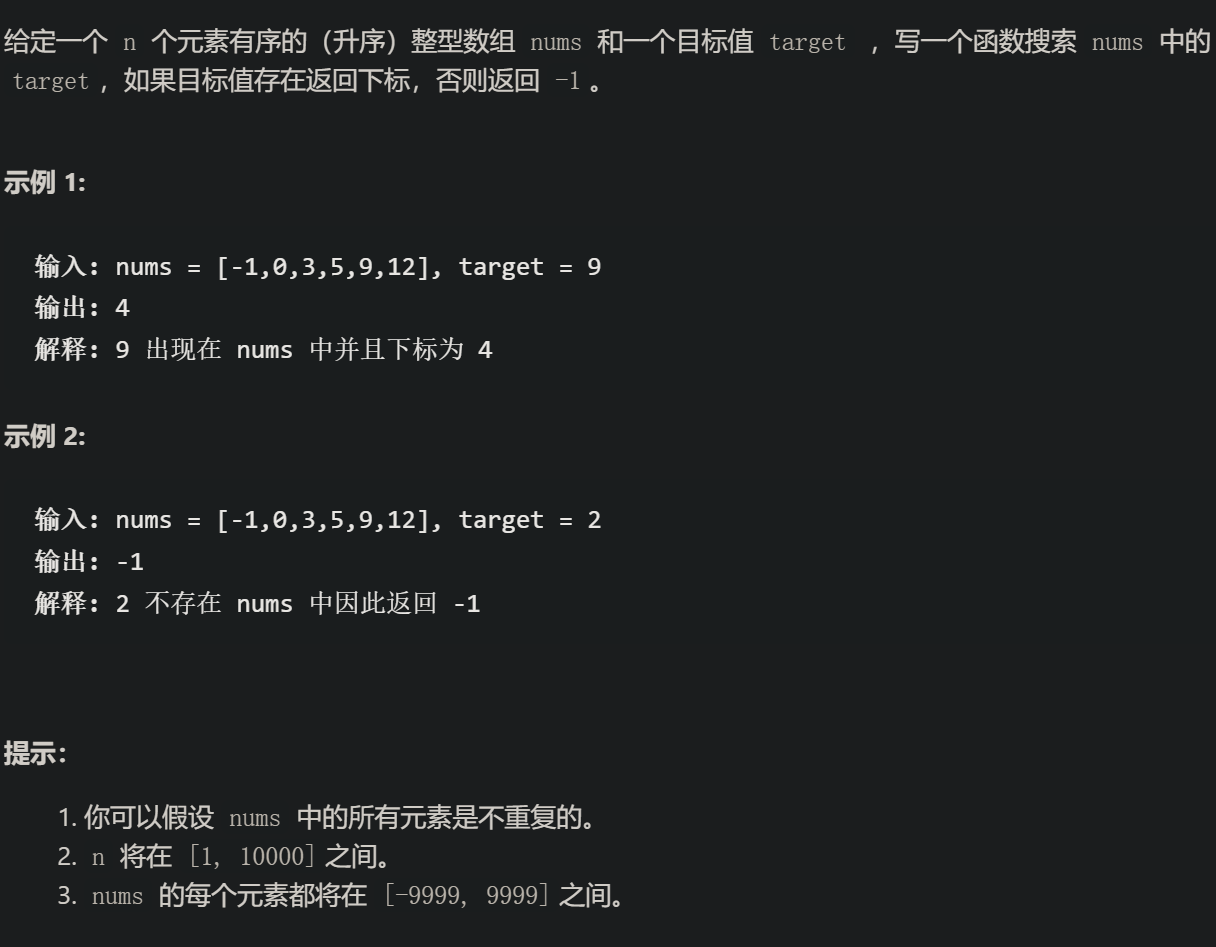 给定一个 n 个元素有序的（升序）整型数组 nums 和一个目标值 target ，写一个函数搜索 nums 中的
target，如果目标值存在返回下标，否则返回 -1。
示例 1:
输入: nums = [-1,0,3,5,9,12], target = 9
输出: 4
解释: 9 出现在 nums 中并且下标为 4
示例 2:
输入: nums = [-1,0,3,5,9,12], target = 2
输出: -1
解释: 2 不存在 nums 中因此返回 -1
提示：
1. 你可以假设 nums 中的所有元素是不重复的。
2. n 将在 [1, 10000]之间。
3. nums 的每个元素都将在 [-9999, 9999]之间。